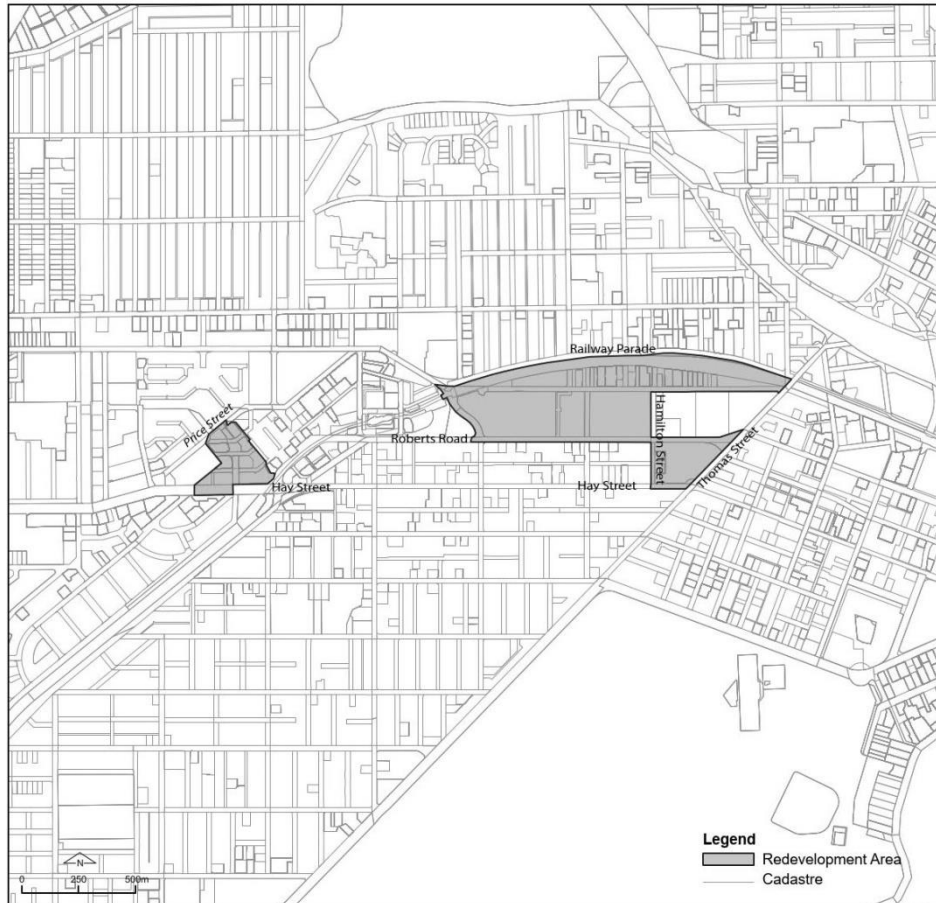 Railway Parade
Price Street
Hamilton Street
Roberts Road
Thomas Street
Hay Street
Hay Street
Legend
Redevelopment Area
Cadastre
N
0 250 500m